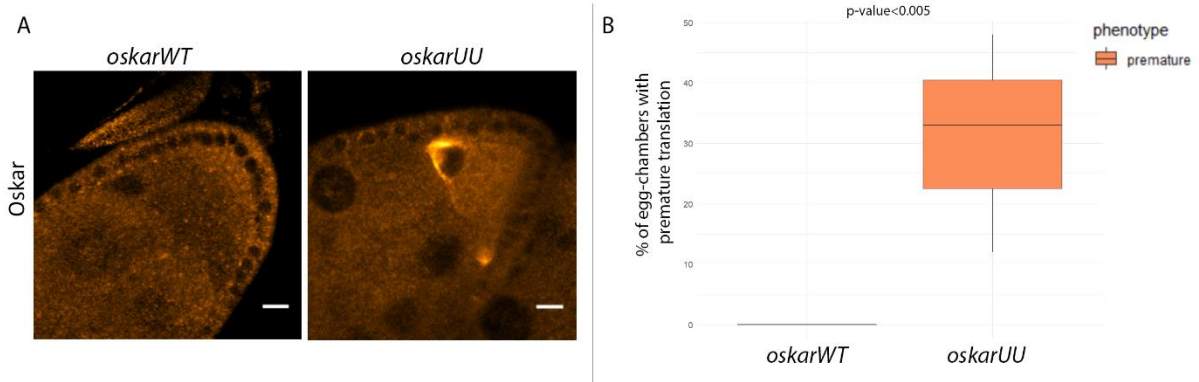 A
oskarWT
oskarUU
Oskar
B
p-value<0.005
% of egg-chambers with
premature translation
50
40
30
20
10
0
oskarWT
oskarUU
phenotype
premature